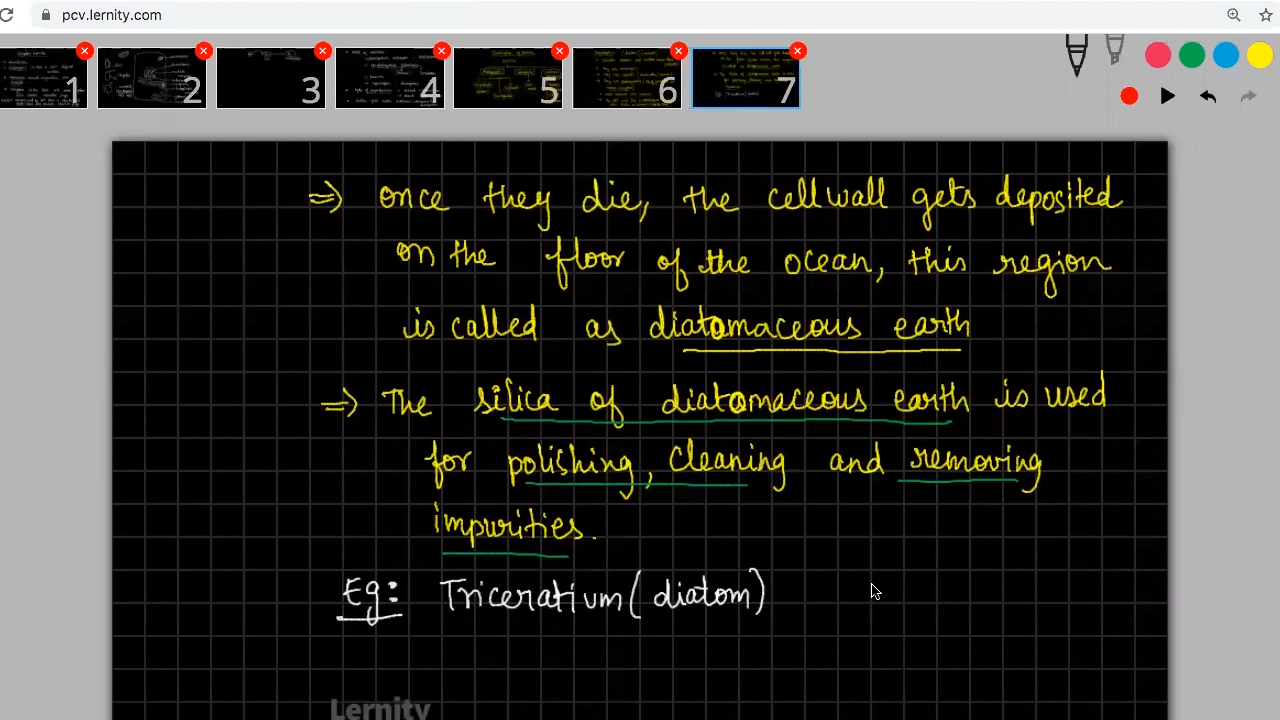 pcv.lernity.com
1
2
3
4
5
6
7
⇒ once they die, the cellwall gets deposited
on the floor of the ocean, this region
is called as diatomaceous earth
⇒ The silica of diatomaceous earth is used
for polishing, cleaning and removing
impurities.
Eg: Triceratium (diatom)
Lernity